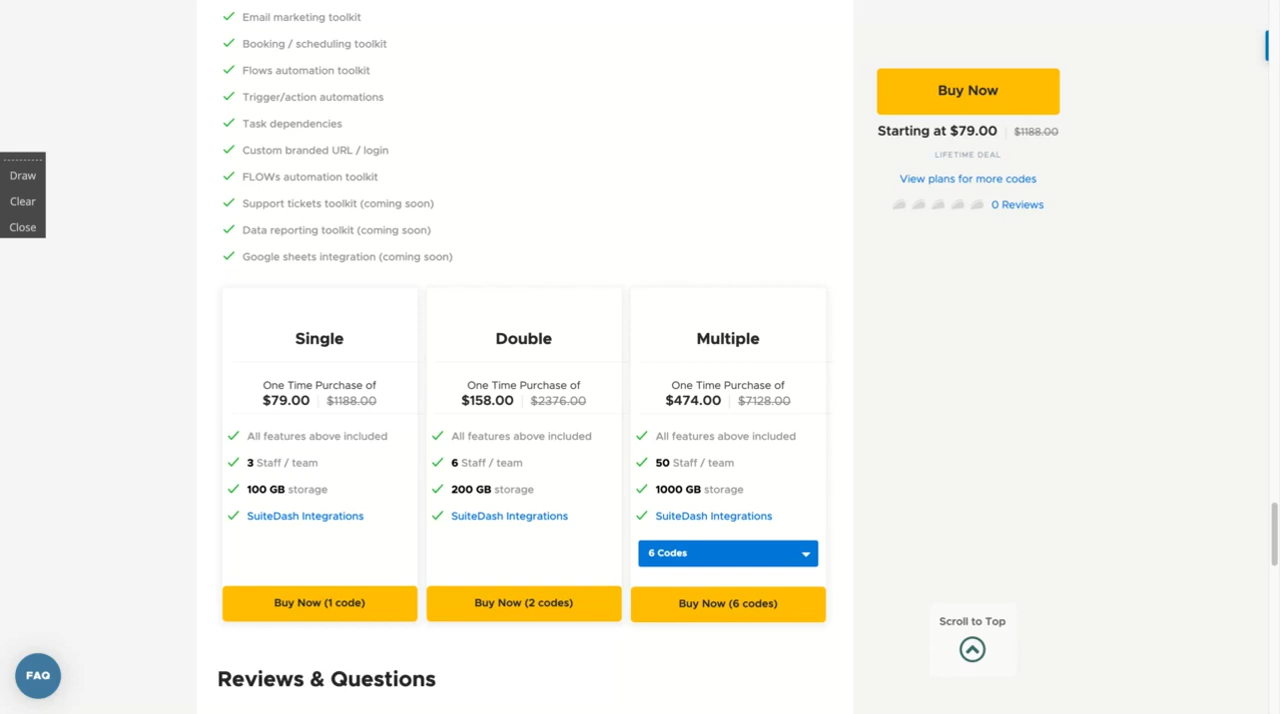 Email marketing toolkit
Booking / scheduling toolkit
Flows automation toolkit
Trigger/action automations
Task dependencies
Custom branded URL / login
FLOWs automation toolkit
Support tickets toolkit (coming soon)
Data reporting toolkit (coming soon)
Google sheets integration (coming soon)
Draw
Clear
Close
Buy Now
Starting at $79.00 | $1188.00
LIFETIME DEAL
View plans for more codes
0 Reviews
Single
One Time Purchase of
$79.00 | $1188.00
All features above included
3 Staff / team
100 GB storage
SuiteDash Integrations
Buy Now (1 code)
Double
One Time Purchase of
$158.00 | $2376.00
All features above included
6 Staff / team
200 GB storage
SuiteDash Integrations
Buy Now (2 codes)
Multiple
One Time Purchase of
$474.00 | $7128.00
All features above included
50 Staff / team
1000 GB storage
SuiteDash Integrations
6 Codes
Buy Now (6 codes)
Scroll to Top
FAQ
Reviews & Questions